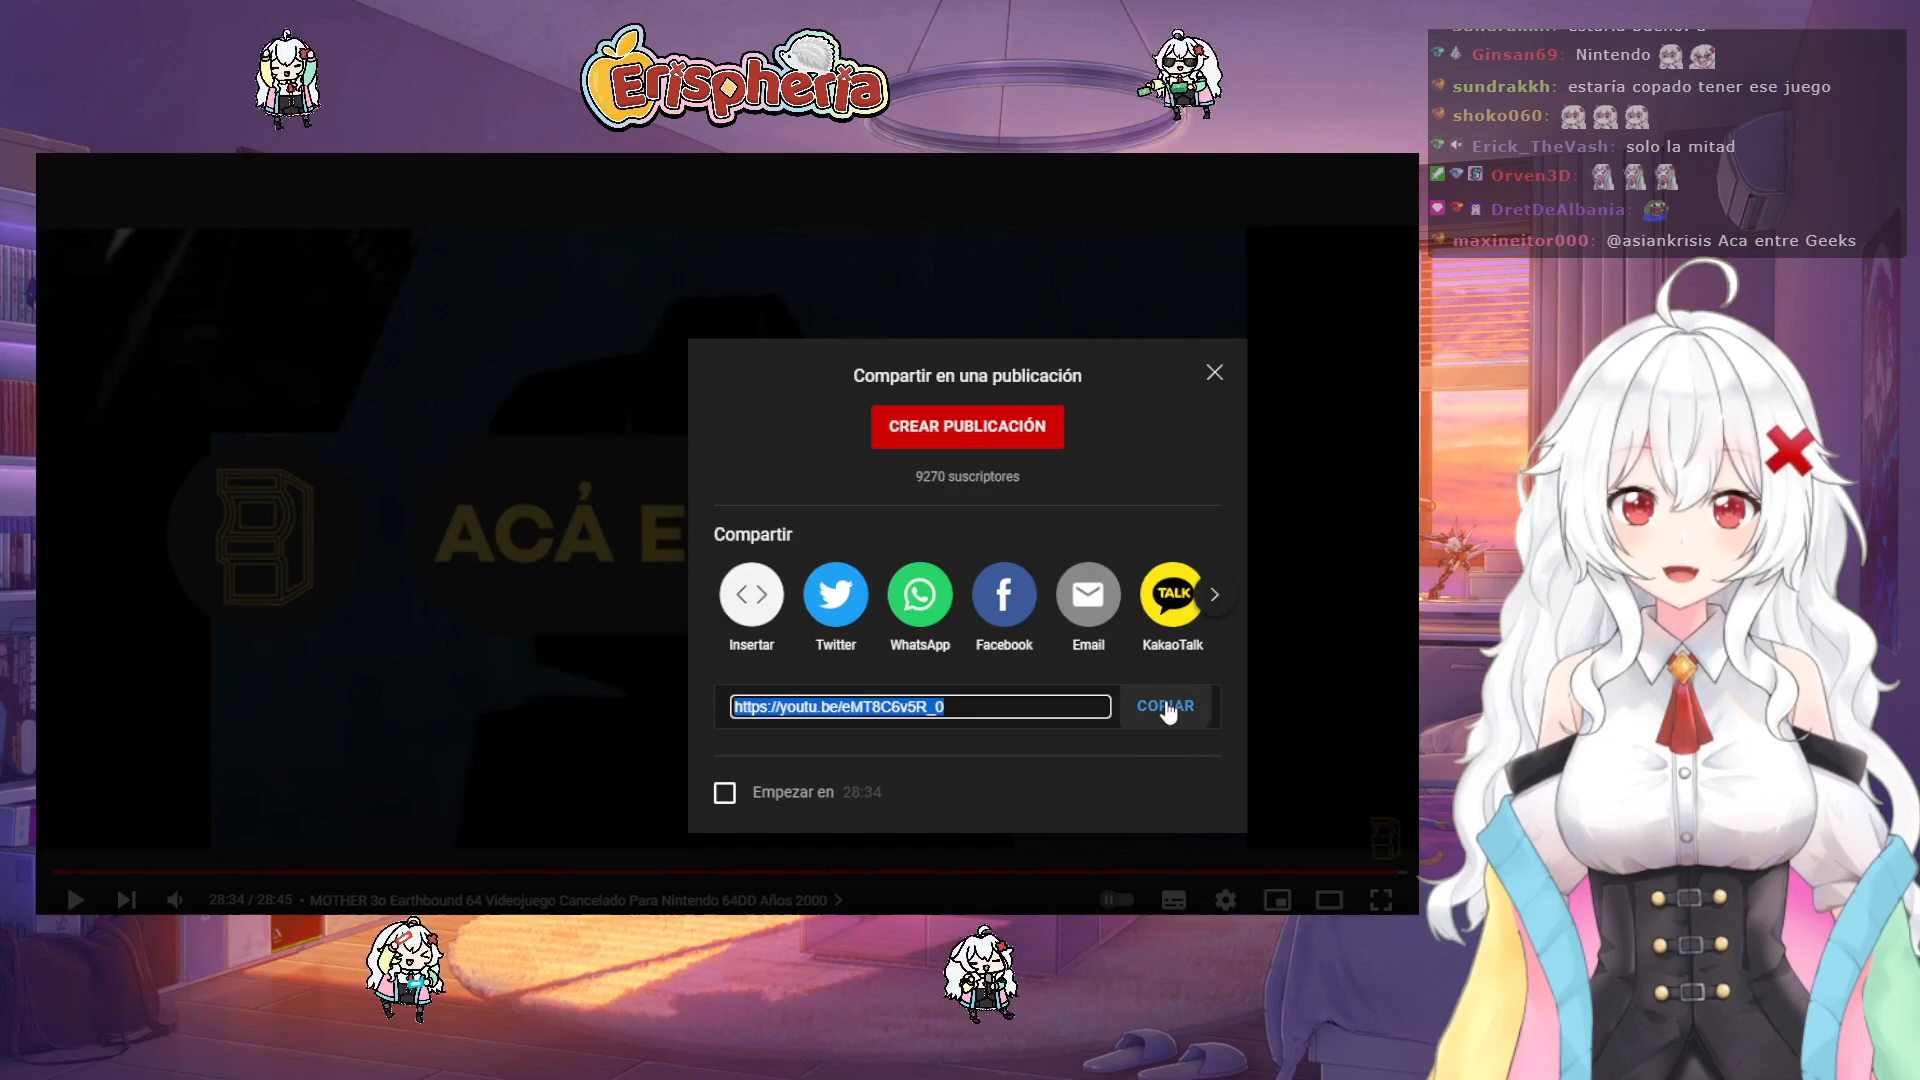 Erispheria
Ginsan69: Nintendo
sundrakkh: estaría copado tener ese juego
shoko060:
Erick_TheVash: solo la mitad
Orven3D:
DretDeAlbania:
maxineitor000: @asiankrisis Aca entre Geeks
Compartir en una publicación
CREAR PUBLICACIÓN
9270 suscriptores
Compartir
ACÁ E
TALK
Insertar
Twitter
WhatsApp
Facebook
Email
KakaoTalk
https://youtu.be/eMT8C6v5R_0
COPIAR
Empezar en 28:34
28:34 / 28:45 • MOTHER 3o Earthbound 64 Videojuego Cancelado Para Nintendo 64DD Años 2000